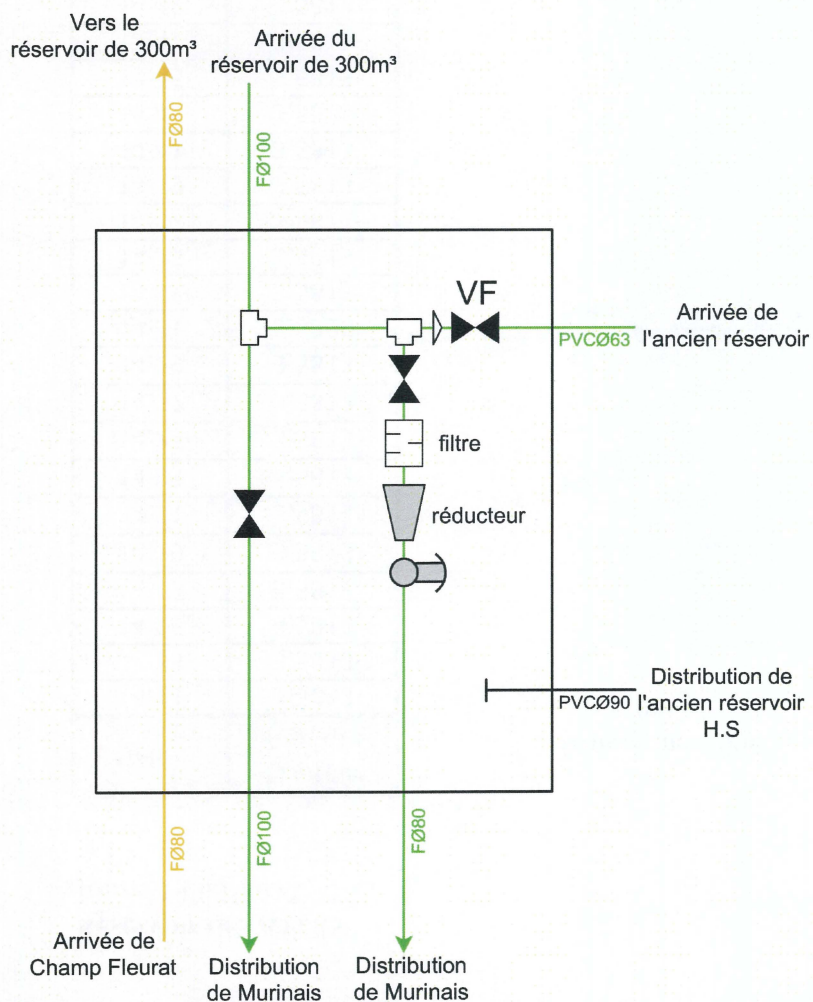 Vers le
réservoir de 300m³
Arrivée du
réservoir de 300m³
FØ80
FØ100
VF
PVCØ63
Arrivée de
l'ancien réservoir
filtre
réducteur
PVCØ90
Distribution de
l'ancien réservoir
H.S
FØ80
FØ100
FØ80
Arrivée de
Champ Fleurat
Distribution
de Murinais
Distribution
de Murinais